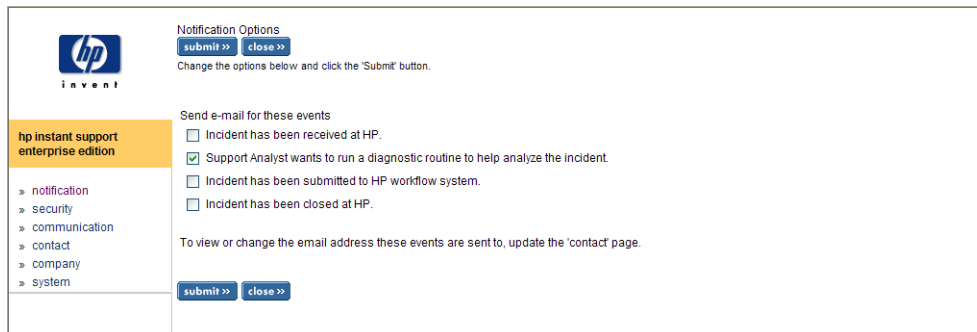 hp
invent
hp instant support
enterprise edition
» notification
» security
» communication
» contact
» company
» system
Notification Options
submit »
close »
Change the options below and click the 'Submit' button.
Send e-mail for these events
Incident has been received at HP.
Support Analyst wants to run a diagnostic routine to help analyze the incident.
Incident has been submitted to HP workflow system.
Incident has been closed at HP.
To view or change the email address these events are sent to, update the 'contact' page.
submit »
close »